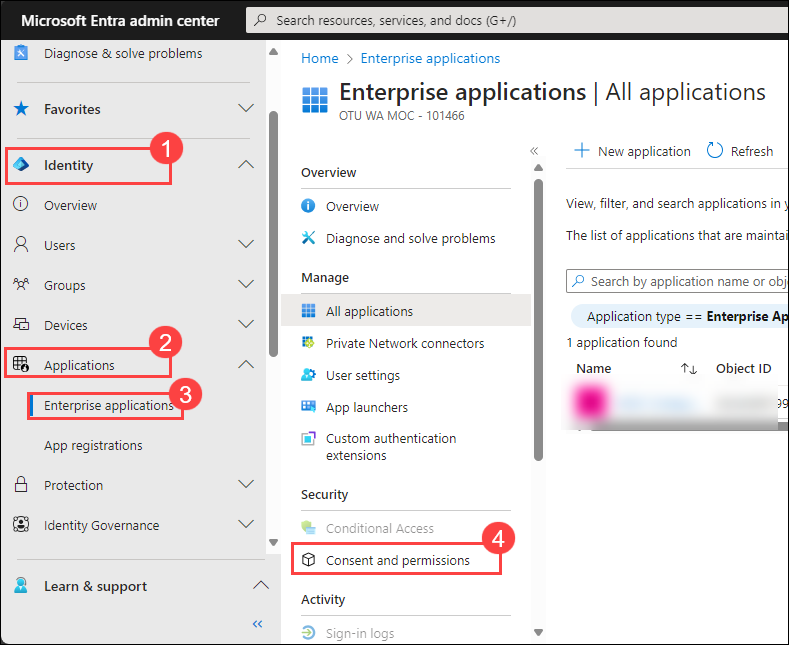 Microsoft Entra admin center
Search resources, services, and docs (G+/)
Diagnose & solve problems
Favorites
1
Identity
Overview
Users
Groups
Devices
2
Applications
3
Enterprise applications
App registrations
Protection
Identity Governance
Learn & support
Home > Enterprise applications
Enterprise applications | All applications
OTU WA MOC - 101466
Overview
Overview
Diagnose and solve problems
Manage
All applications
Private Network connectors
User settings
App launchers
Custom authentication
extensions
Security
Conditional Access
4
Consent and permissions
Activity
Sign-in logs
New application Refresh
View, filter, and search applications in
The list of applications that are
Search by application name or
Application type == Enterprise
1 application found
Name Object ID